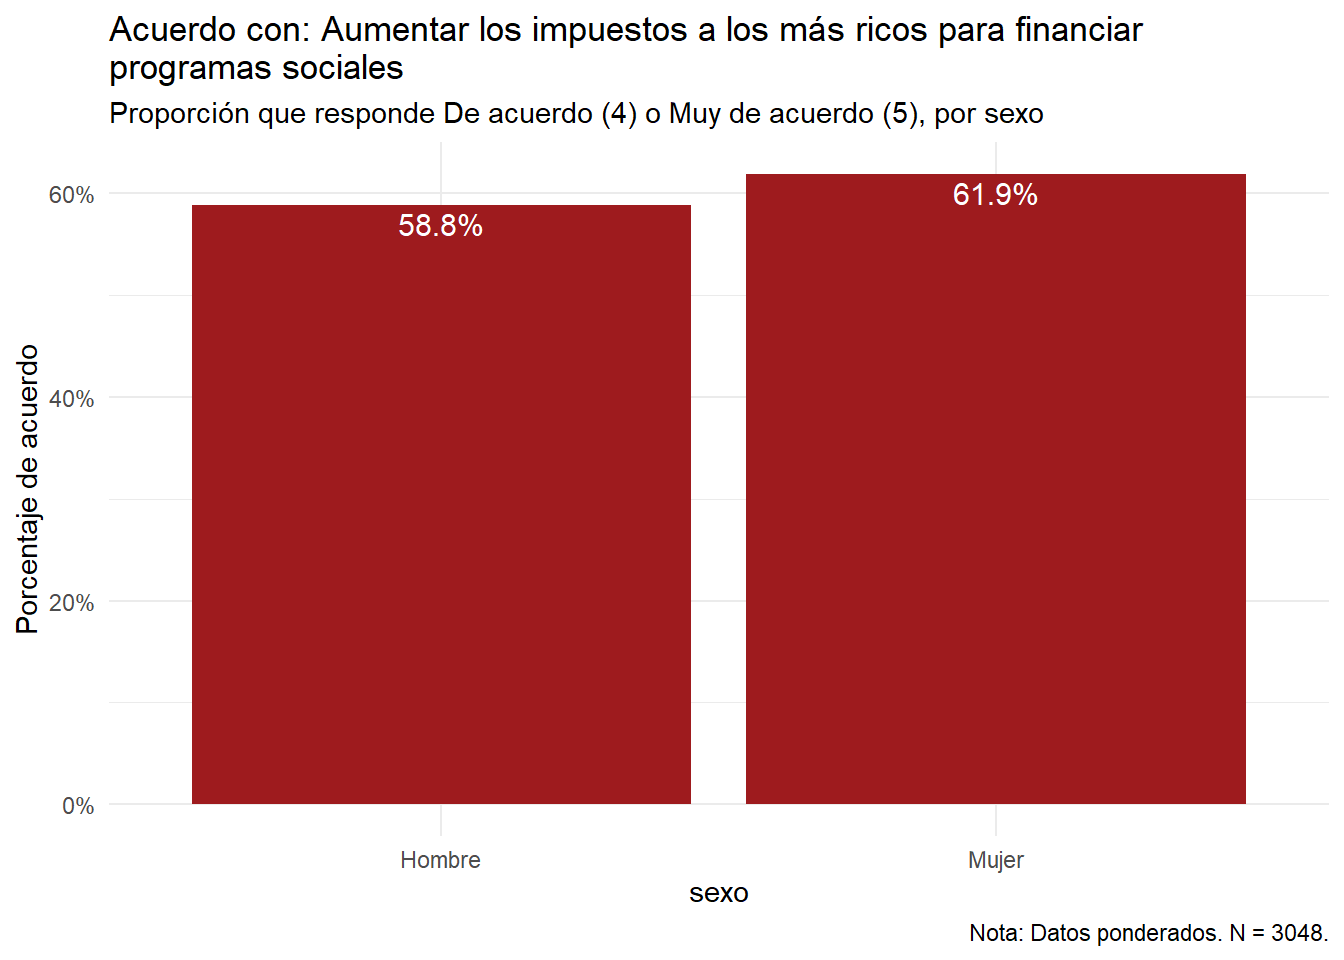 Acuerdo con: Aumentar los impuestos a los más ricos para financiar
programas sociales
Proporción que responde De acuerdo (4) o Muy de acuerdo (5), por sexo
Porcentaje de acuerdo
60%
40%
20%
0%
58.8%
61.9%
Hombre
Mujer
sexo
Nota: Datos ponderados. N = 3048.